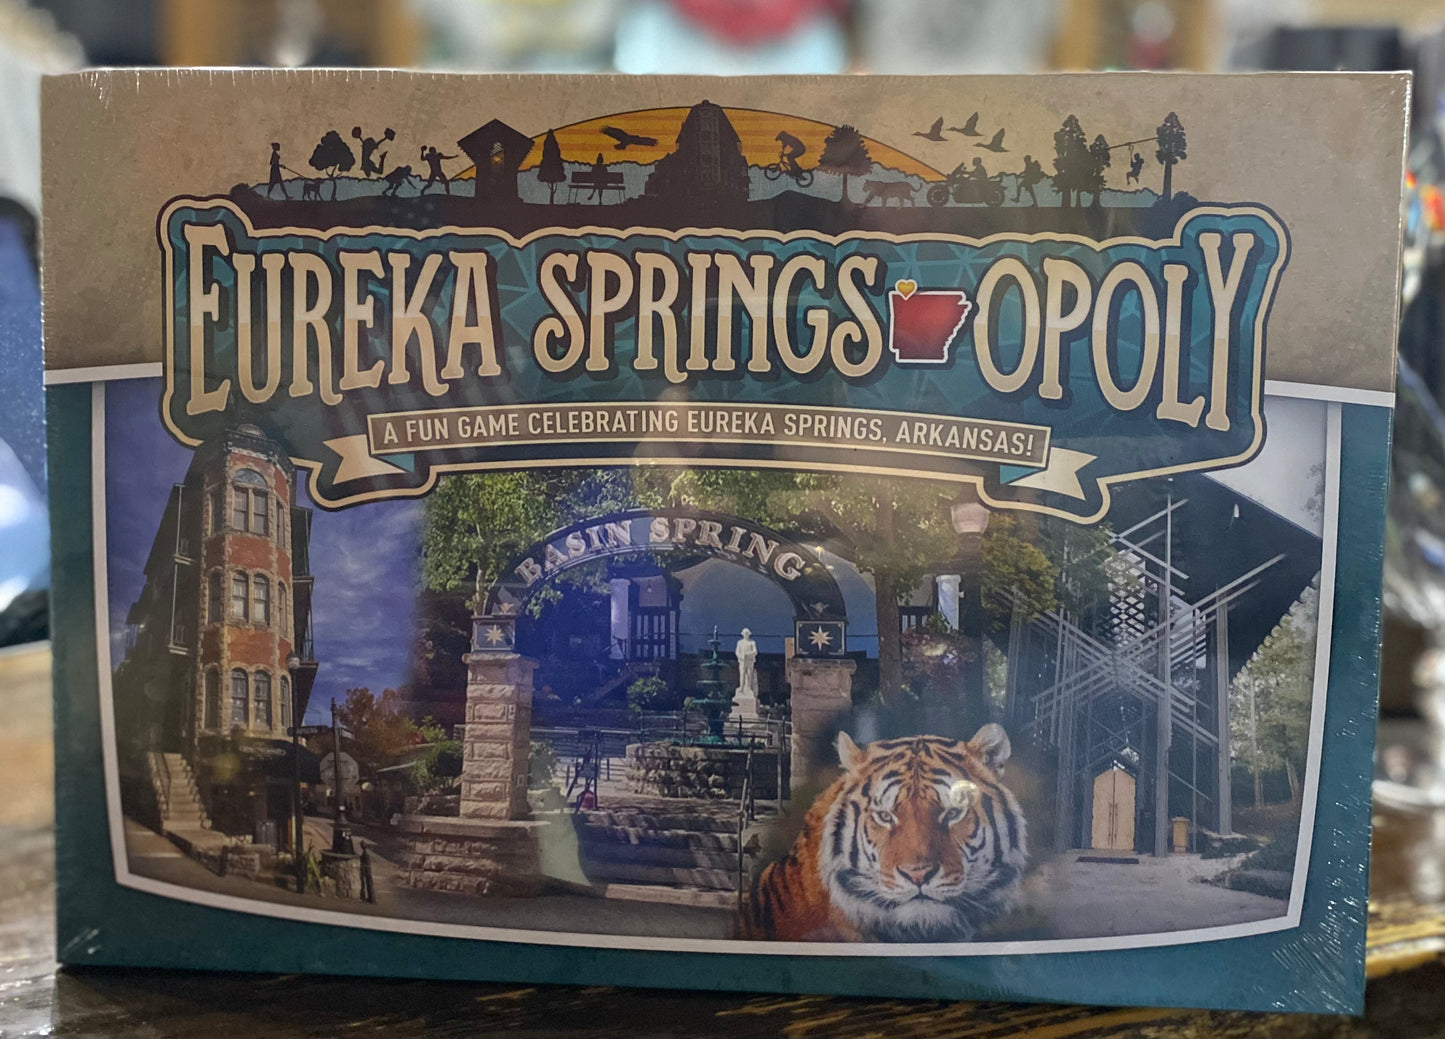 EUREKA SPRINGS OPOLY
A FUN GAME CELEBRATING EUREKA SPRINGS, ARKANSAS!
BASIN SPRING